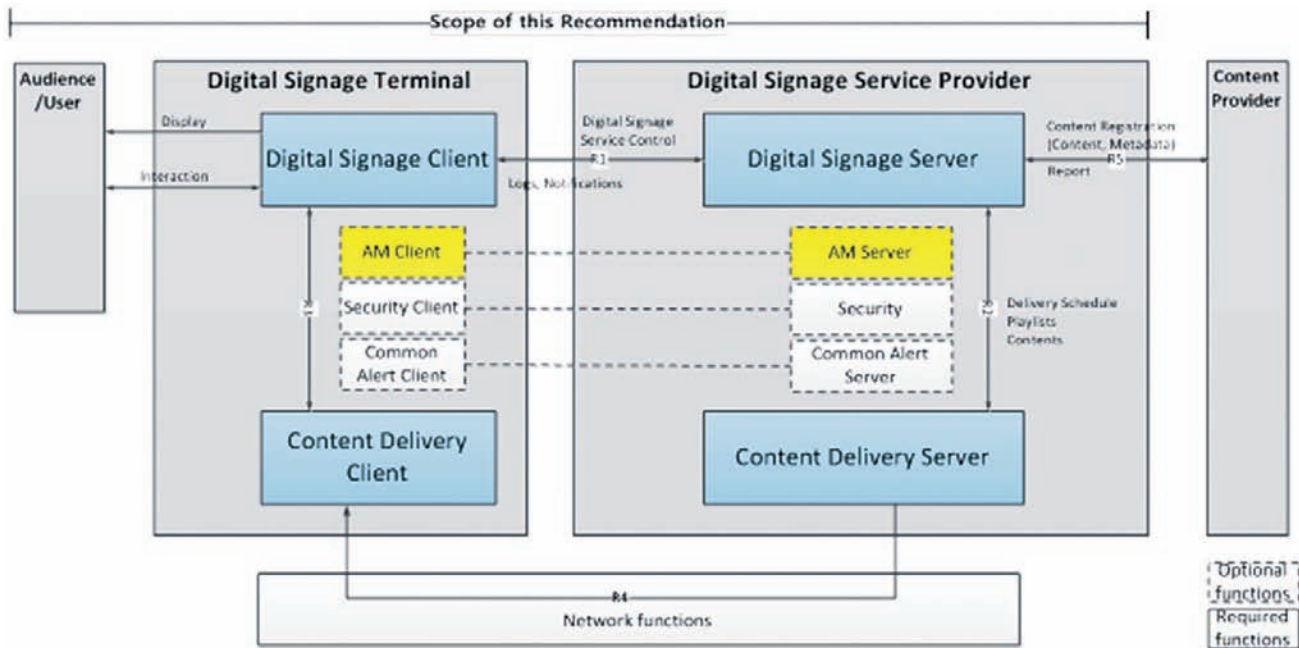 Scope of this Recommendation
Audience
/User
Digital Signage Terminal
Digital Signage Service Provider
Content
Provider
Display
Interaction
Digital Signage Client
Digital Signage
Service Control
R1
Logs, Notifications
Digital Signage Server
Content Registration
(Content, Metadata)
R5
Report
AM Client
AM Server
Security Client
Security
Common
Alert Client
Common Alert
Server
R2
Delivery Schedule
Playlists
Contents
Content Delivery
Client
Content Delivery Server
R4
Network functions
Optional
functions
Required
functions